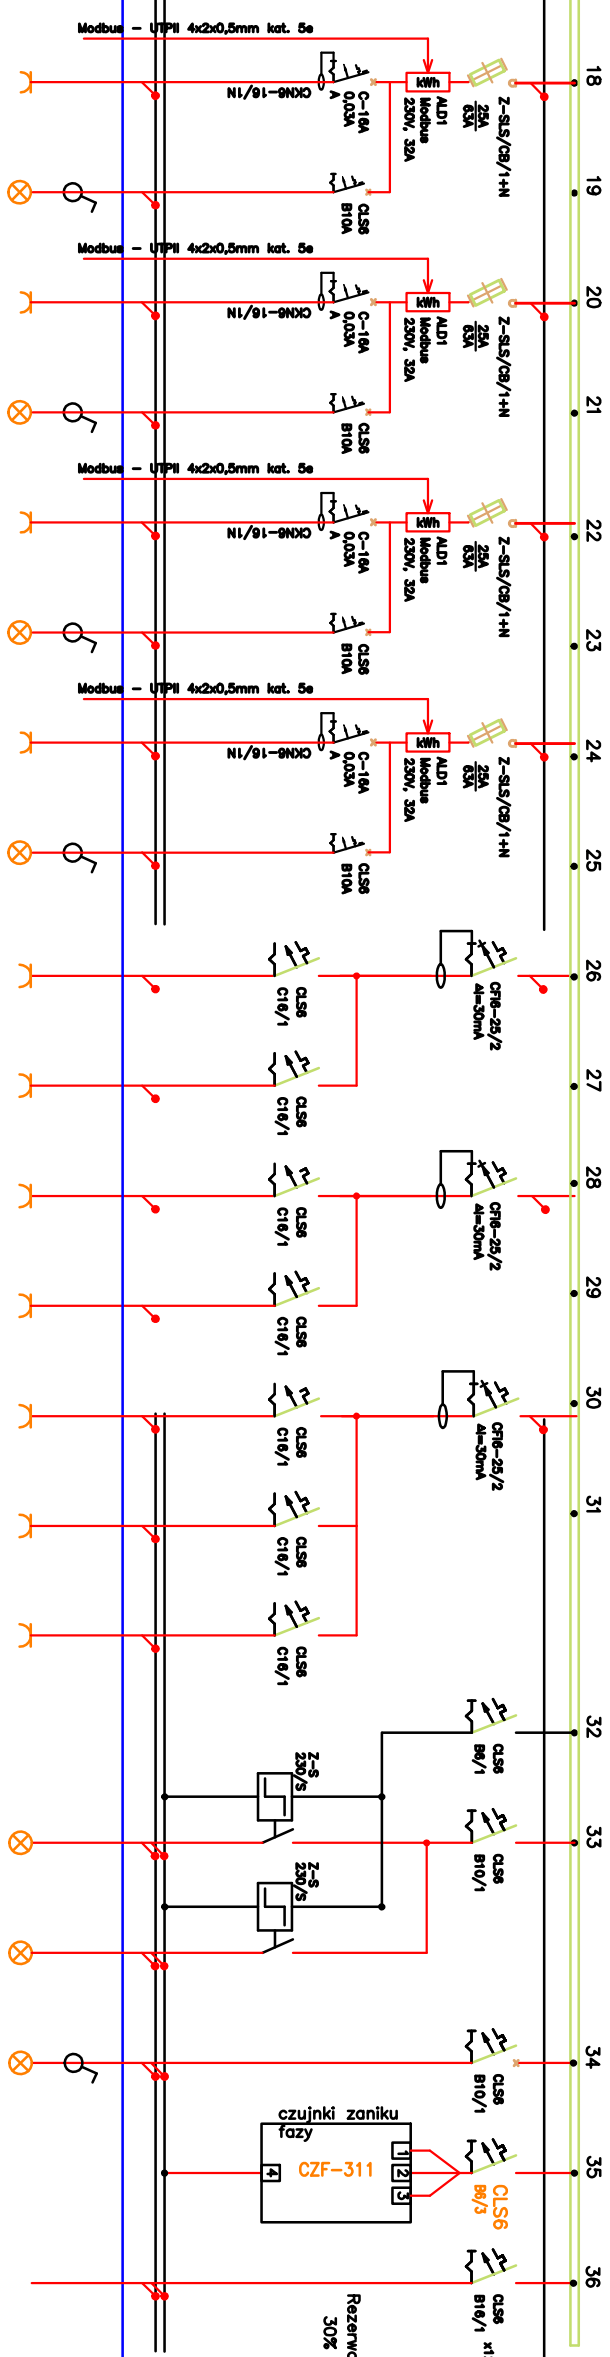 Modbus - UTPll 4x2x0,5mm kat. 5e
18
Z-SLS/CB/1+N
25A
63A
kWh
ALD1
Modbus
230V, 32A
C-16A
0,03A
A
CKN6-16/1N
19
CLS6
B10A
Modbus - UTPll 4x2x0,5mm kat. 5e
20
Z-SLS/CB/1+N
25A
63A
kWh
ALD1
Modbus
230V, 32A
C-16A
0,03A
A
CKN6-16/1N
21
CLS6
B10A
Modbus - UTPll 4x2x0,5mm kat. 5e
22
Z-SLS/CB/1+N
25A
63A
kWh
ALD1
Modbus
230V, 32A
C-16A
0,03A
A
CKN6-16/1N
23
CLS6
B10A
Modbus - UTPll 4x2x0,5mm kat. 5e
24
Z-SLS/CB/1+N
25A
63A
kWh
ALD1
Modbus
230V, 32A
C-16A
0,03A
A
CKN6-16/1N
25
CLS6
B10A
26
CFI6-25/2
ΔI=30mA
CLS6
C16/1
27
CLS6
C16/1
28
CFI6-25/2
ΔI=30mA
CLS6
C16/1
29
CLS6
C16/1
30
CFI6-25/2
ΔI=30mA
CLS6
C16/1
31
CLS6
C16/1
CLS6
C16/1
32
CLS6
B6/1
Z-S
230/S
33
CLS6
B10/1
Z-S
230/S
34
CLS6
B10/1
czujnki zaniku
fazy
CZF-311
1
2
3
4
35
CLS6
B6/3
36
CLS6
B16/1
Rezerwa
30%